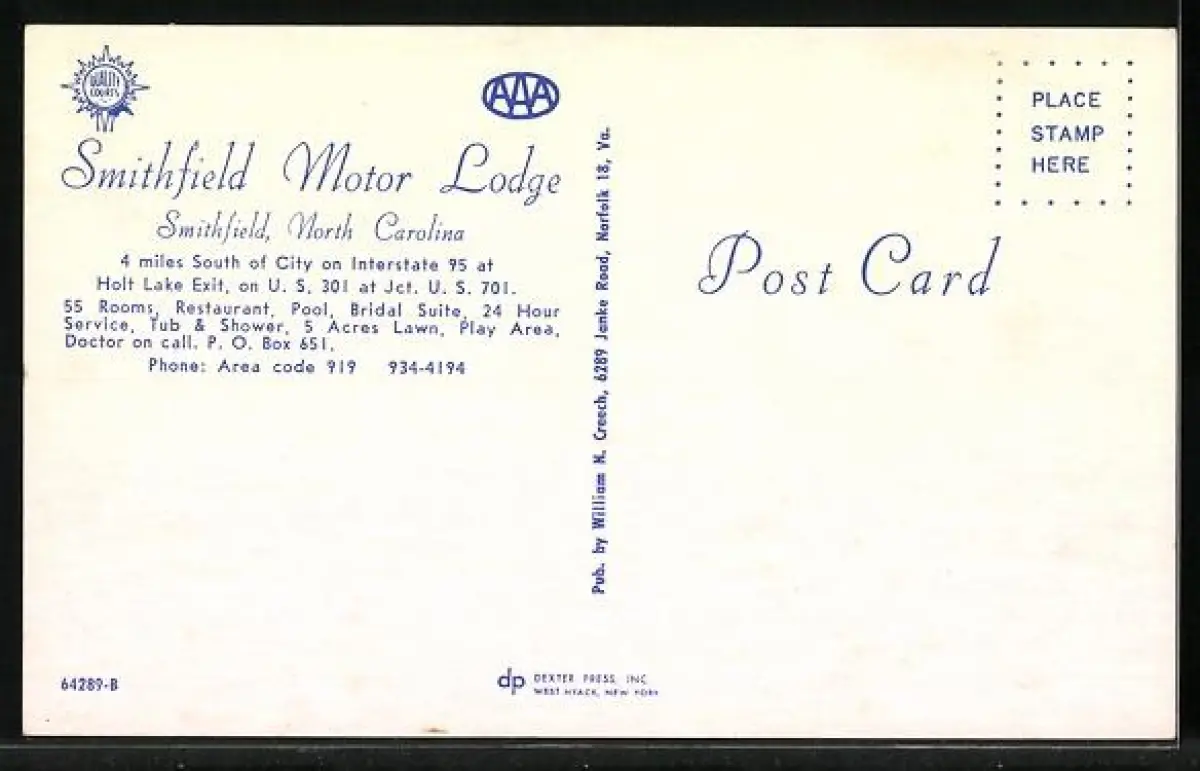 QUALITY
COURTS
AAA
Smithfield Motor Lodge
Smithfield, North Carolina
4 miles South of City on Interstate 95 at
Holt Lake Exit, on U. S. 301 at Jct. U. S. 701.
55 Rooms, Restaurant, Pool, Bridal Suite, 24 Hour
Service, Tub & Shower, 5 Acres Lawn, Play Area,
Doctor on call. P. O. Box 651.
Phone: Area code 919 934-4194
64289-B
Pub. by William N. Creech, 6289 Janke Road, Norfolk 18, Va.
dp DEXTER PRESS, INC.
WEST NYACK, NEW YORK
PLACE
STAMP
HERE
Post Card